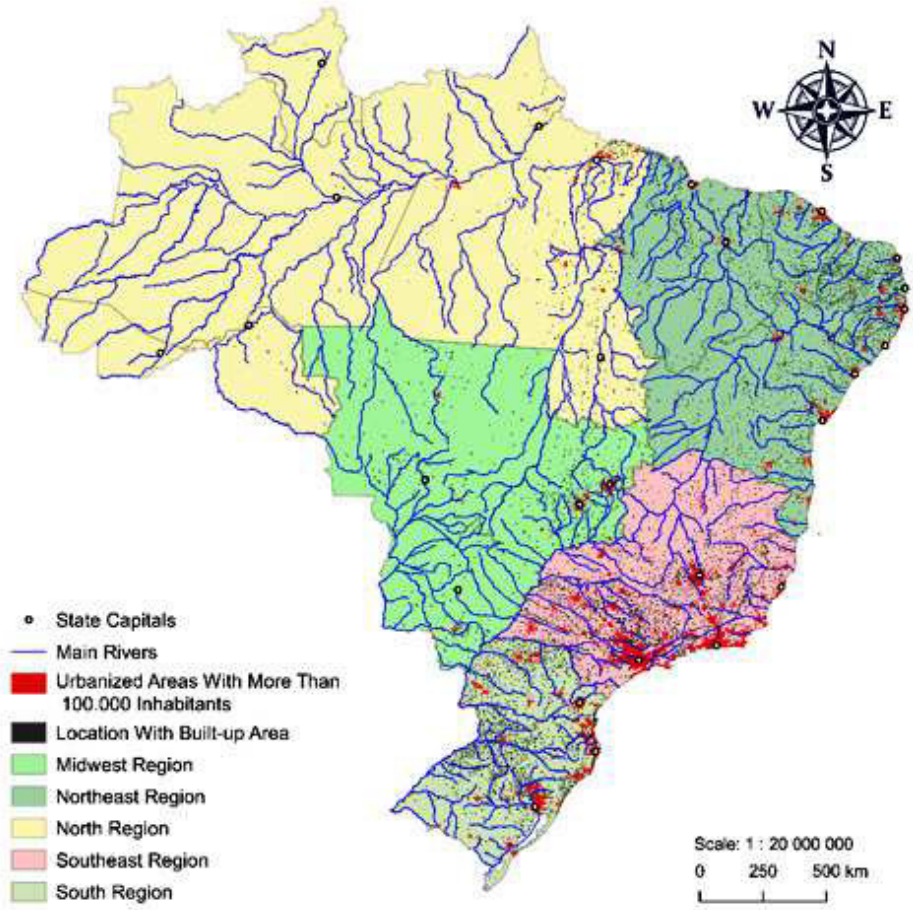 N
W E
S
State Capitals
Main Rivers
Urbanized Areas With More Than
100.000 Inhabitants
Location With Built-up Area
Midwest Region
Northeast Region
North Region
Southeast Region
South Region
Scale: 1 : 20 000 000
0 250 500 km